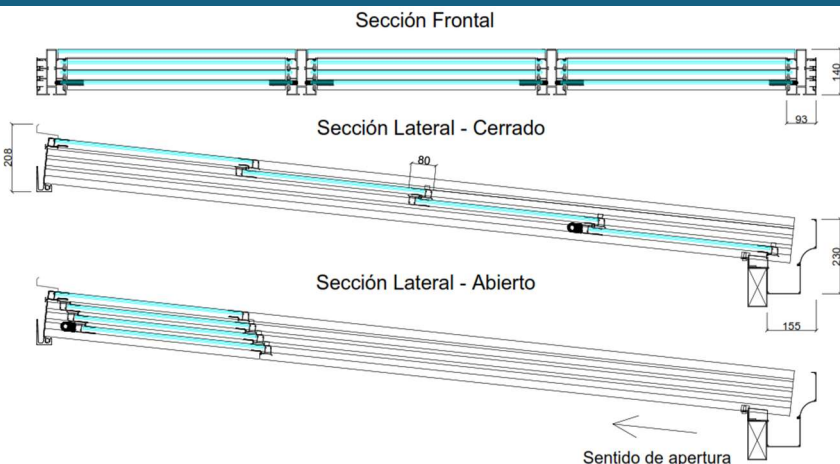 Sección Frontal
140
93
Sección Lateral - Cerrado
208
80
230
155
Sección Lateral - Abierto
Sentido de apertura